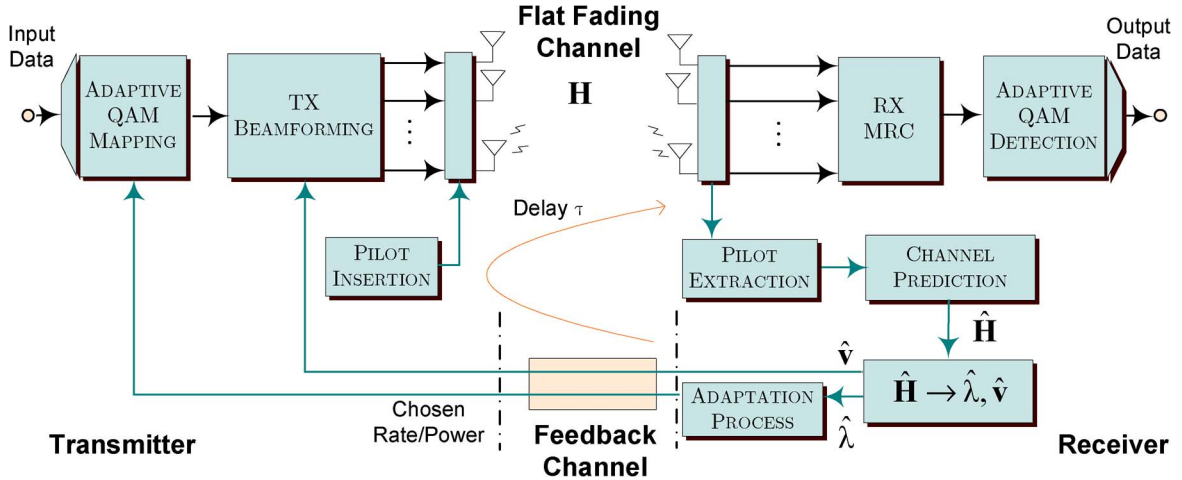 Input
Data
ADAPTIVE
QAM
MAPPING
TX
BEAMFORMING
Flat Fading
Channel
H
RX
MRC
ADAPTIVE
QAM
DETECTION
Output
Data
Delay τ
PILOT
INSERTION
PILOT
EXTRACTION
CHANNEL
PREDICTION
Ĥ
v̂
Ĥ → λ̂, v̂
ADAPTATION
PROCESS
λ̂
Chosen
Rate/Power
Feedback
Channel
Transmitter
Receiver